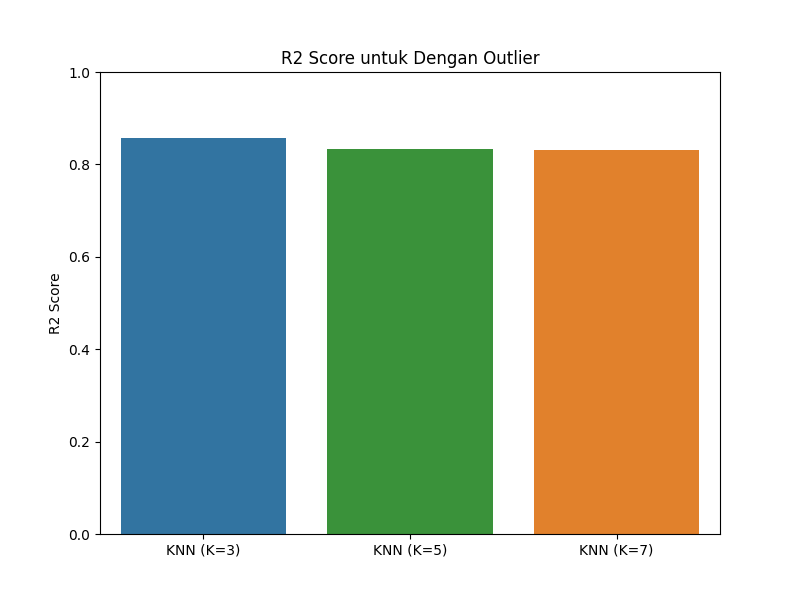 R2 Score untuk Dengan Outlier
1.0
0.8
0.6
0.4
0.2
0.0
R2 Score
KNN (K=3)
KNN (K=5)
KNN (K=7)